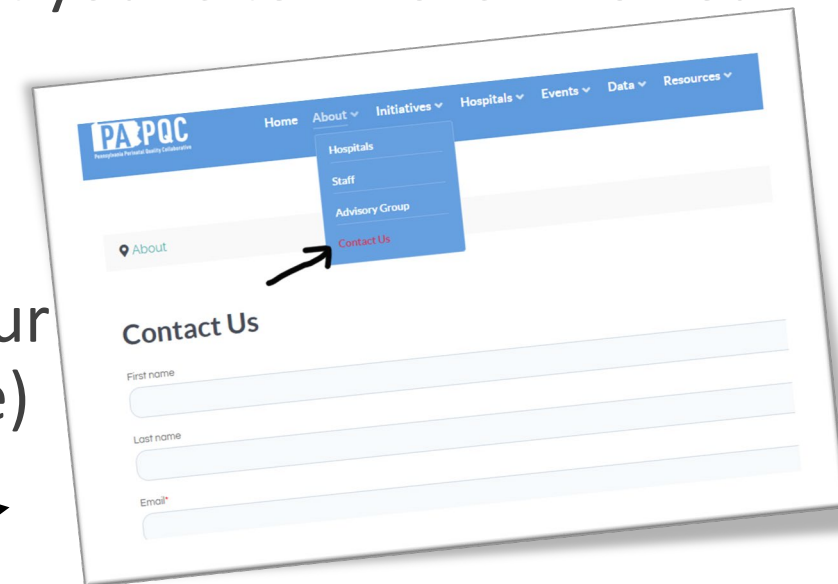 PA PQC
Pennsylvania Perinatal Quality Collaborative
Home About Initiatives Hospitals Events Data Resources
Hospitals
Staff
Advisory Group
Contact Us
About
ur
e)
Contact Us
First name
Last name
Email*